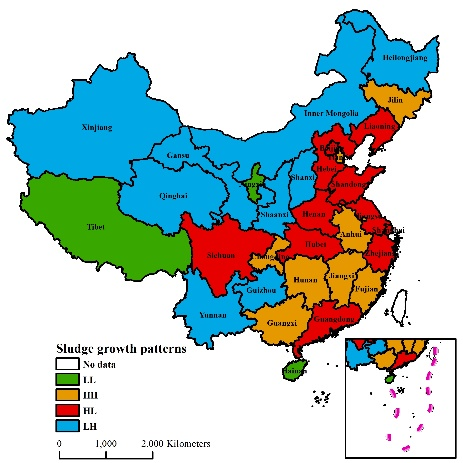 Heilongjiang
Jilin
Xinjiang
Inner Mongolia
Liaoning
Gansu
Hebei
Shanxi
Qinghai
Shandong
Shaanxi
Henan
Tibet
Anhui
Sichuan
Hubei
Zhejiang
Hunan
Jiangxi
Guizhou
Fujian
Yunnan
Guangxi
Guangdong
Hainan
Sludge growth patterns
No data
LL
HH
HL
LH
0 1,000 2,000 Kilometers